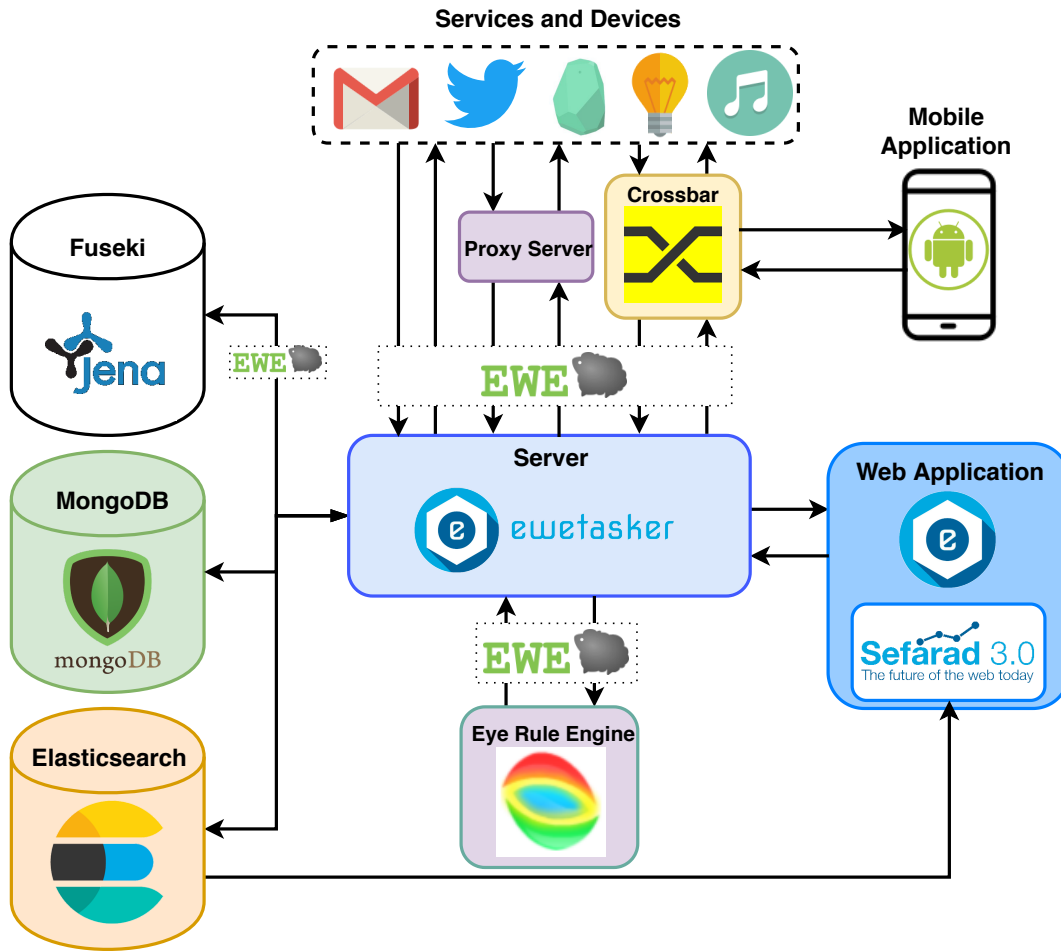 Services and Devices
Mobile
Application
Crossbar
Proxy Server
Fuseki
Jena
EWE
EWE
Server
ewetasker
Web Application
e
e
MongoDB
mongoDB
EWE
Sefarad 3.0
The future of the web today
Eye Rule Engine
Elasticsearch